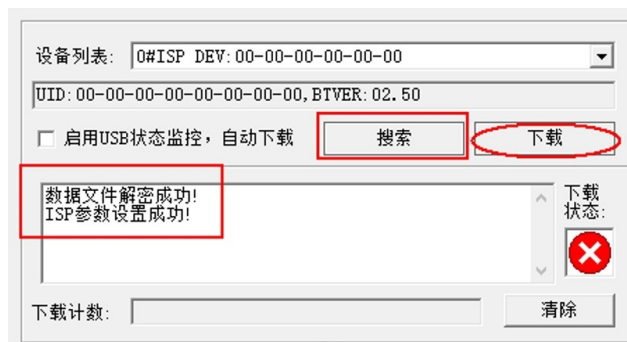 设备列表: 0#ISP DEV:00-00-00-00-00-00
UID:00-00-00-00-00-00-00-00,BTVER:02.50
启用USB状态监控，自动下载 搜索 下载
数据文件解密成功!
ISP参数设置成功!
下载
状态:
下载计数: 清除